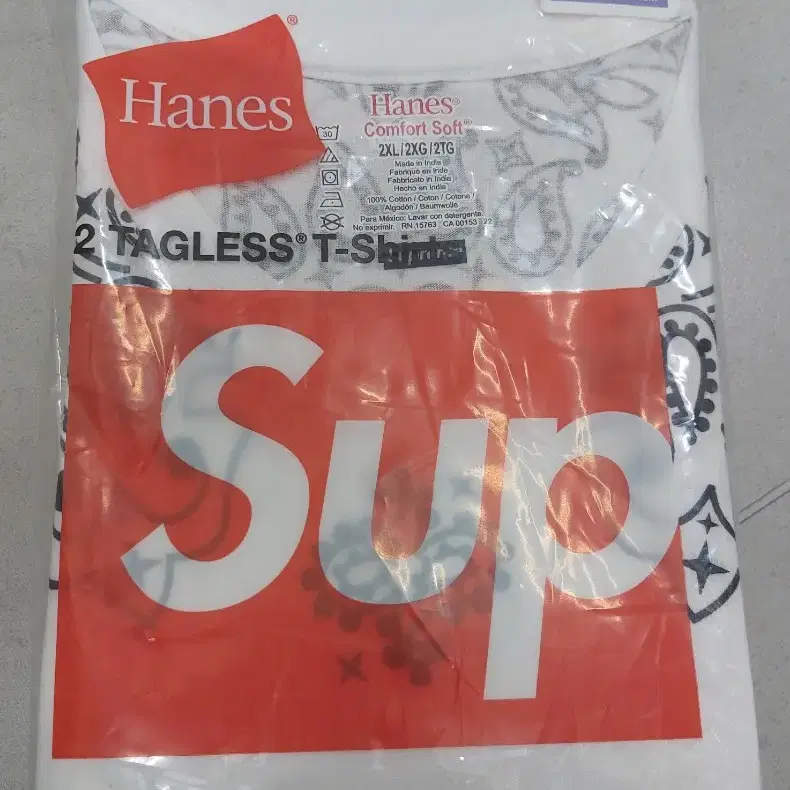 Hanes®
Hanes®
Comfort Soft®
30
2XL/2XG/2TG
Made in India
Fabriqué en Inde
Fabbricato in India
Hecho en India
100% Cotton / Coton / Cotone /
Algodón / Baumwolle
Para México: Lavar con detergente.
No exprimir. RN 15763 CA 00153
2 TAGLESS® T-Shirts
Sup